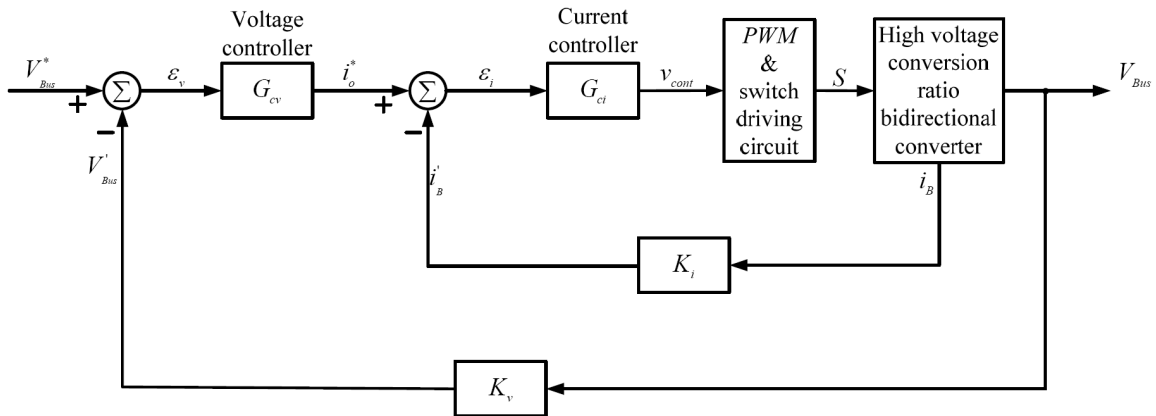 Voltage
controller
Current
controller
V*Bus
+
Σ
εv
Gcv
i*o
+
Σ
εi
Gci
vcont
PWM
&
switch
driving
circuit
S
High voltage
conversion
ratio
bidirectional
converter
VBus
−
V'Bus
−
i'B
iB
Ki
Kv